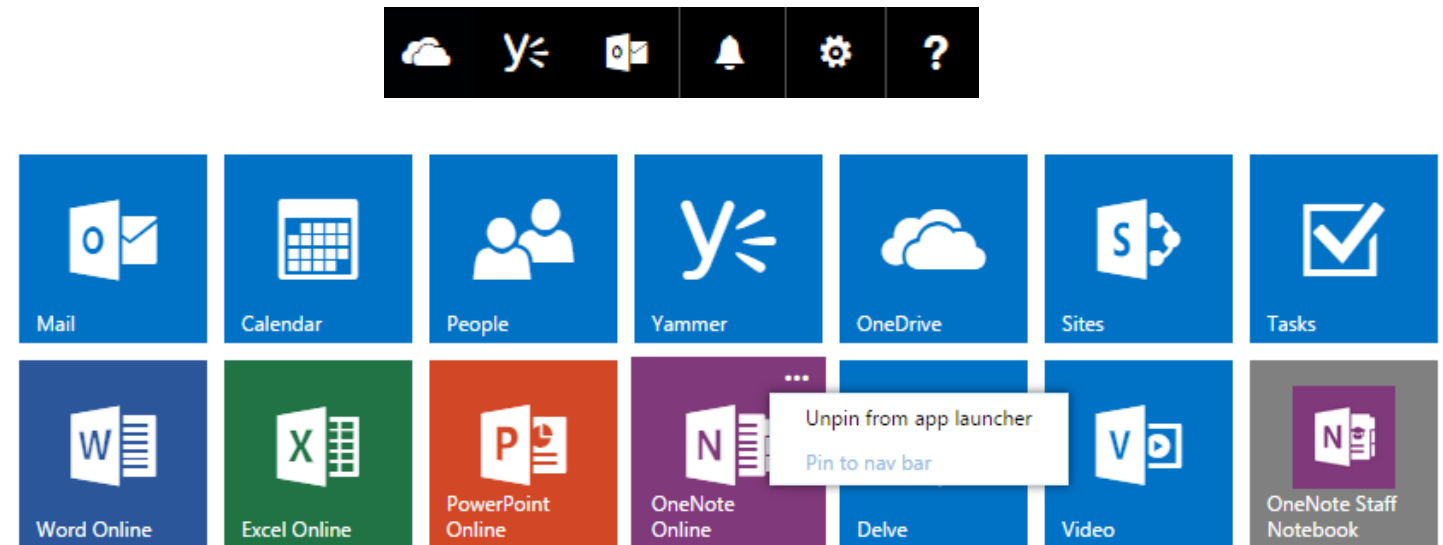 Mail
Calendar
People
Yammer
OneDrive
Sites
Tasks
Word Online
Excel Online
PowerPoint
Online
OneNote
Online
Unpin from app launcher
Pin to nav bar
Delve
Video
OneNote Staff
Notebook